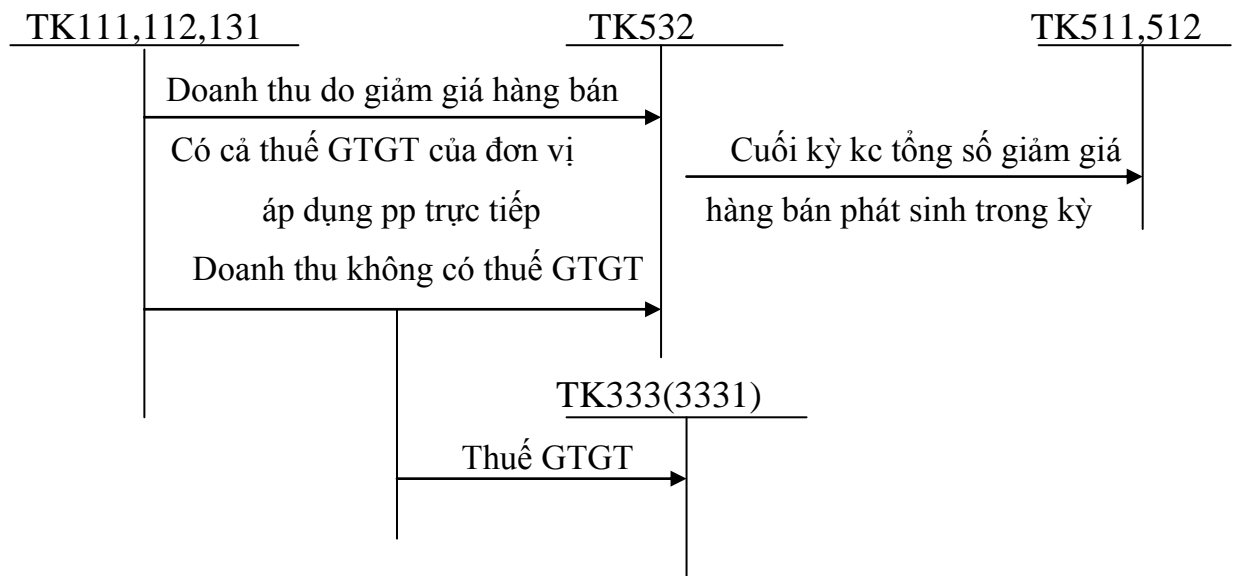 TK111,112,131
TK532
TK511,512
Doanh thu do giảm giá hàng bán
Có cả thuế GTGT của đơn vị
áp dụng pp trực tiếp
Cuối kỳ kc tổng số giảm giá
hàng bán phát sinh trong kỳ
Doanh thu không có thuế GTGT
TK333(3331)
Thuế GTGT